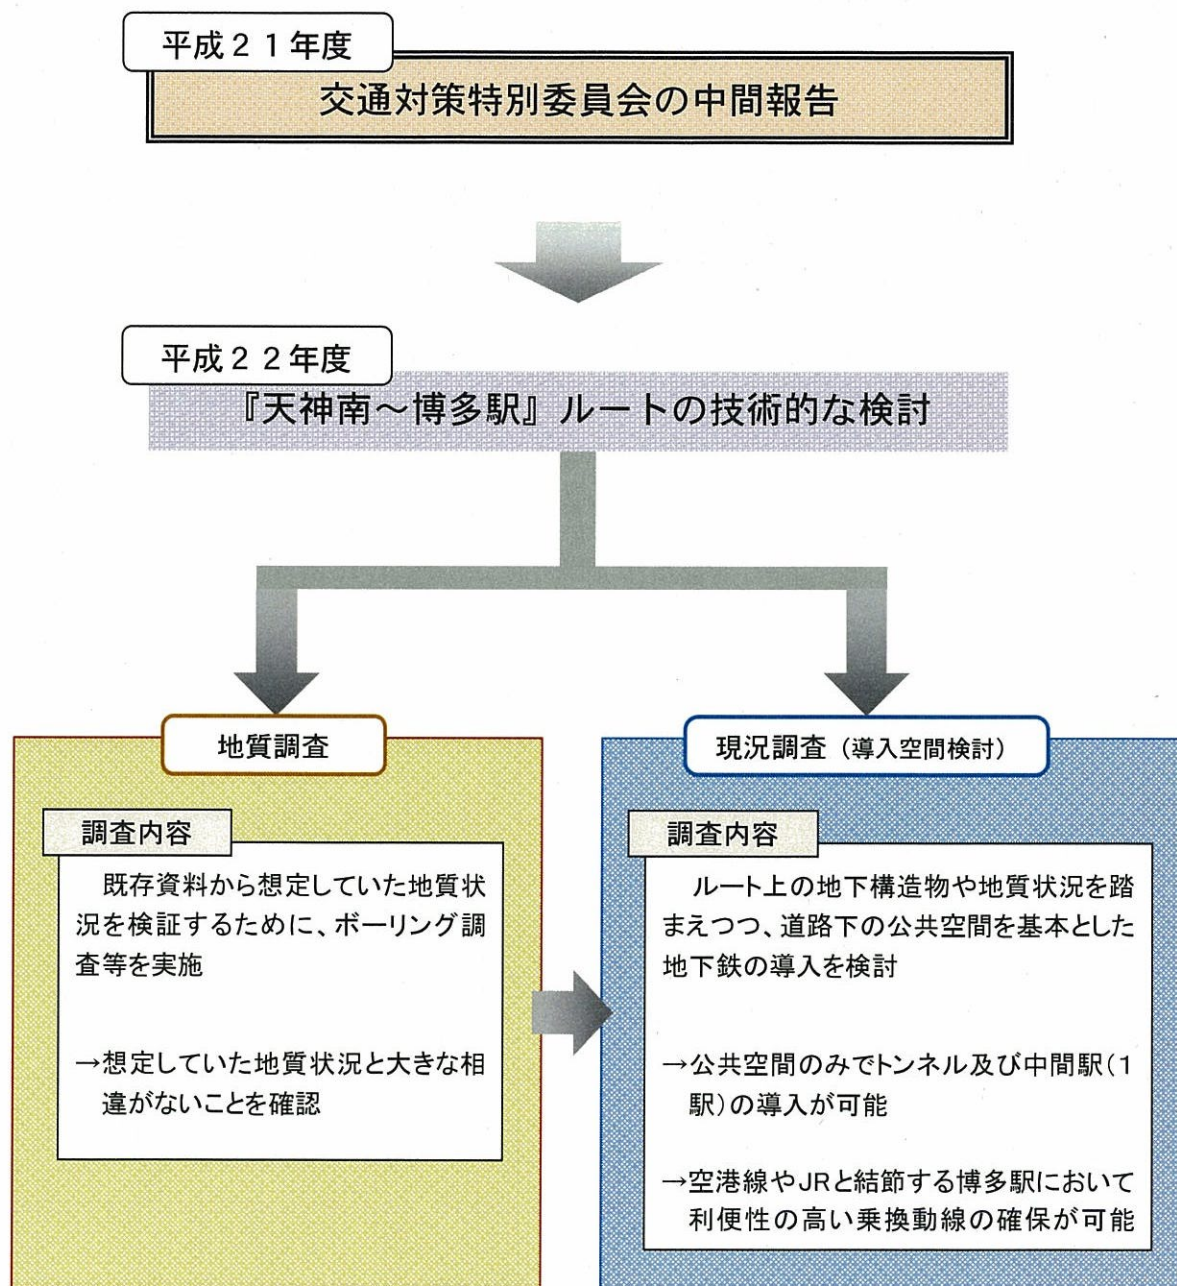 平成２１年度
交通対策特別委員会の中間報告
平成２２年度
『天神南～博多駅』ルートの技術的な検討
地質調査
調査内容
既存資料から想定していた地質状
況を検証するために、ボーリング調
査等を実施
→想定していた地質状況と大きな相
違がないことを確認
現況調査（導入空間検討）
調査内容
ルート上の地下構造物や地質状況を踏
まえつつ、道路下の公共空間を基本とした
地下鉄の導入を検討
→公共空間のみでトンネル及び中間駅（1
駅）の導入が可能
→空港線やJRと結節する博多駅において
利便性の高い乗換動線の確保が可能